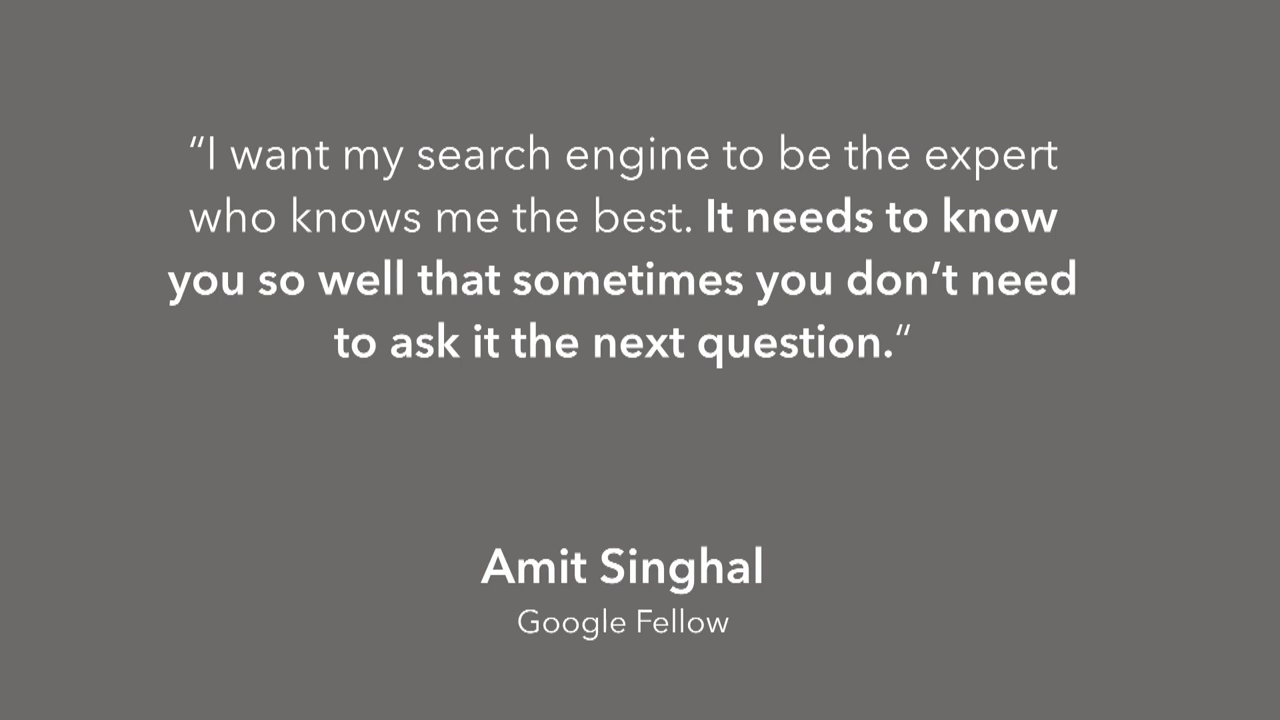 “I want my search engine to be the expert
who knows me the best. It needs to know
you so well that sometimes you don’t need
to ask it the next question.“
Amit Singhal
Google Fellow